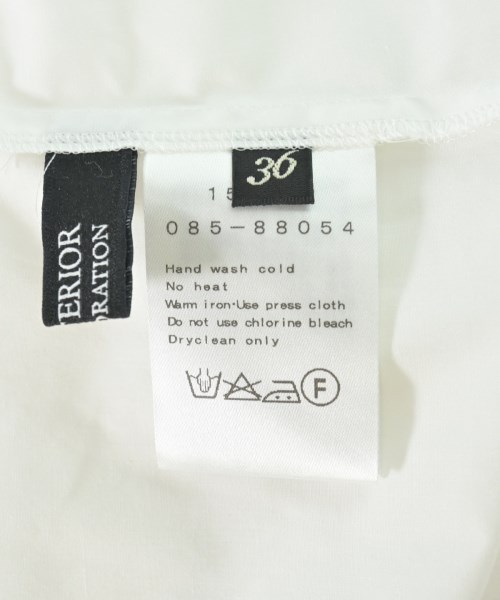 36
15
085-88054
TERIOR
ORATION
Hand wash cold
No heat
Warm iron·Use press cloth
Do not use chlorine bleach
Dryclean only
F